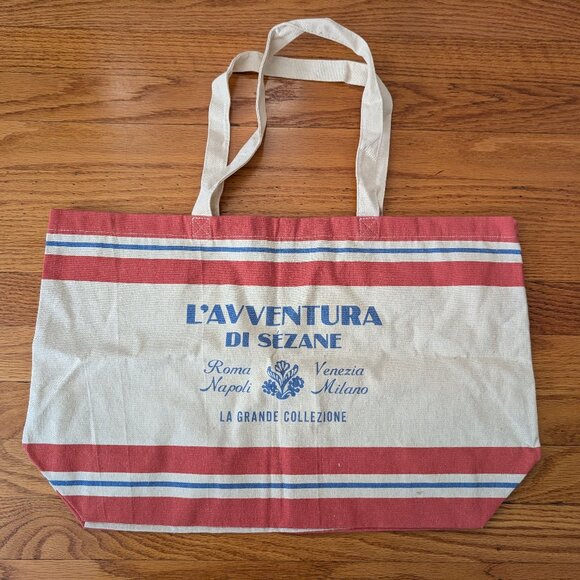 L'AVVENTURA
DI SÉZANE
Roma Venezia
Napoli Milano
LA GRANDE COLLEZIONE